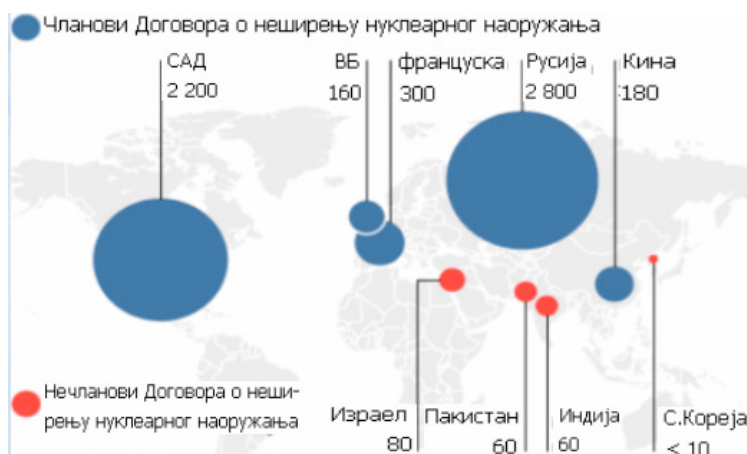 Чланови Договора о неширењу нуклеарног наоружања
САД
2 200
ВБ
160
француска
300
Русија
2 800
Кина
180
Нечланови Договора о неши-
рењу нуклеарног наоружања
Израел
80
Пакистан
60
Индија
60
С.Кореја
< 10